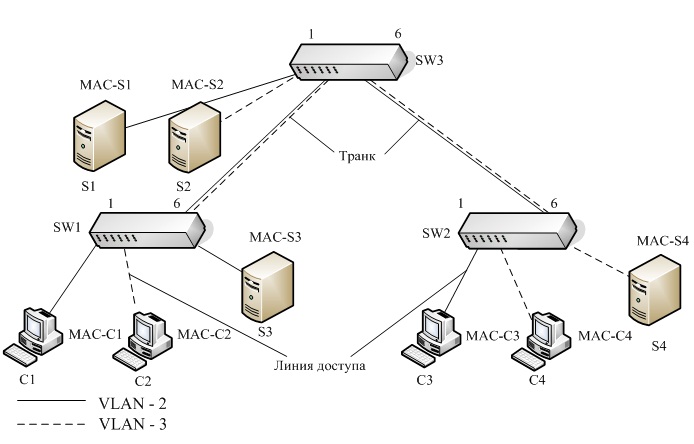 1 6
SW3
MAC-S1 MAC-S2
S1 S2
Транк
1 6
SW1
MAC-S3
S3
1 6
SW2
MAC-S4
S4
MAC-C1 MAC-C2
C1 C2
Линия доступа
MAC-C3 MAC-C4
C3 C4
VLAN - 2
VLAN - 3